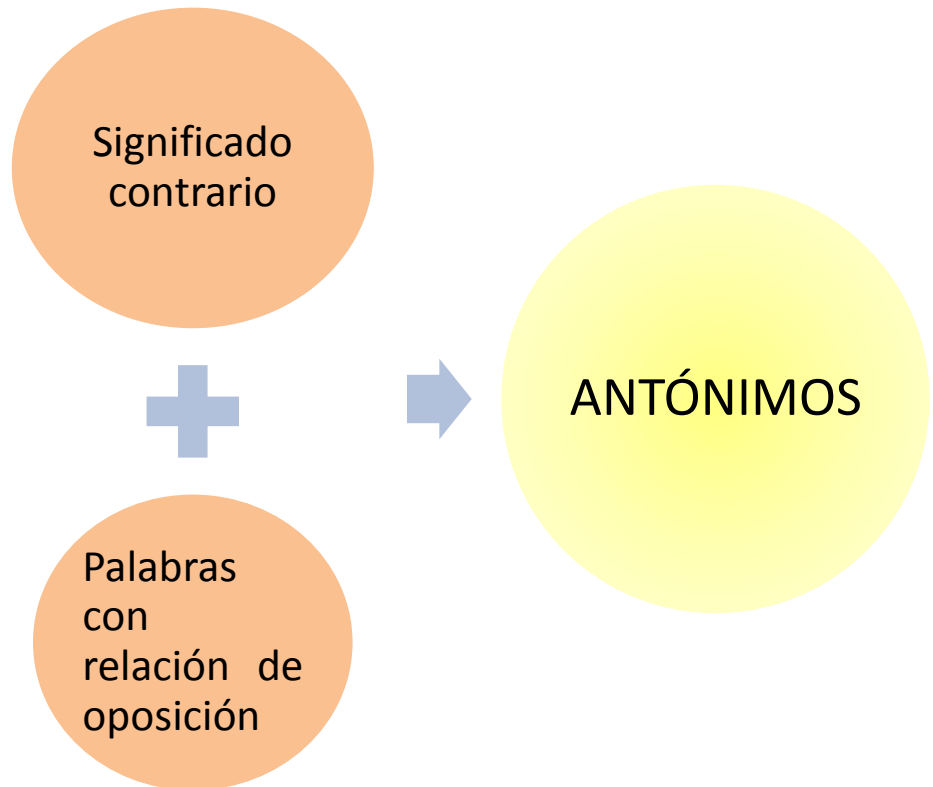 Significado
contrario
Palabras
con
relación de
oposición
ANTÓNIMOS